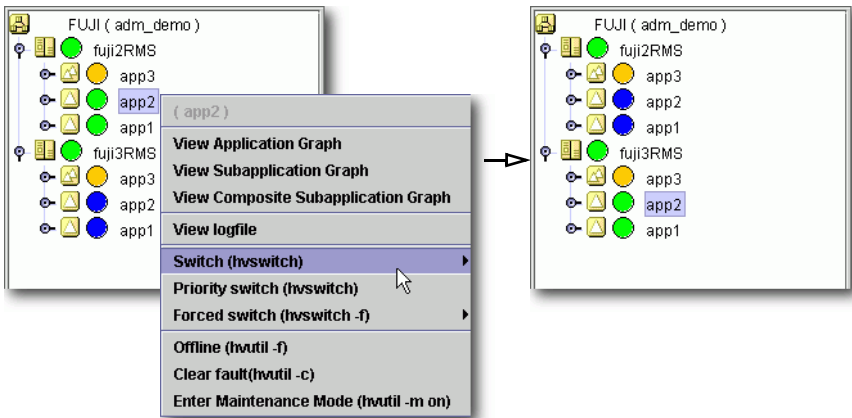 FUJI ( adm_demo )
fuji2RMS
app3
app2
app1
fuji3RMS
app3
app2
app1
( app2 )
View Application Graph
View Subapplication Graph
View Composite Subapplication Graph
View logfile
Switch (hvswitch)
Priority switch (hvswitch)
Forced switch (hvswitch -f)
Offline (hvutil -f)
Clear fault(hvutil -c)
Enter Maintenance Mode (hvutil -m on)
FUJI ( adm_demo )
fuji2RMS
app3
app2
app1
fuji3RMS
app3
app2
app1